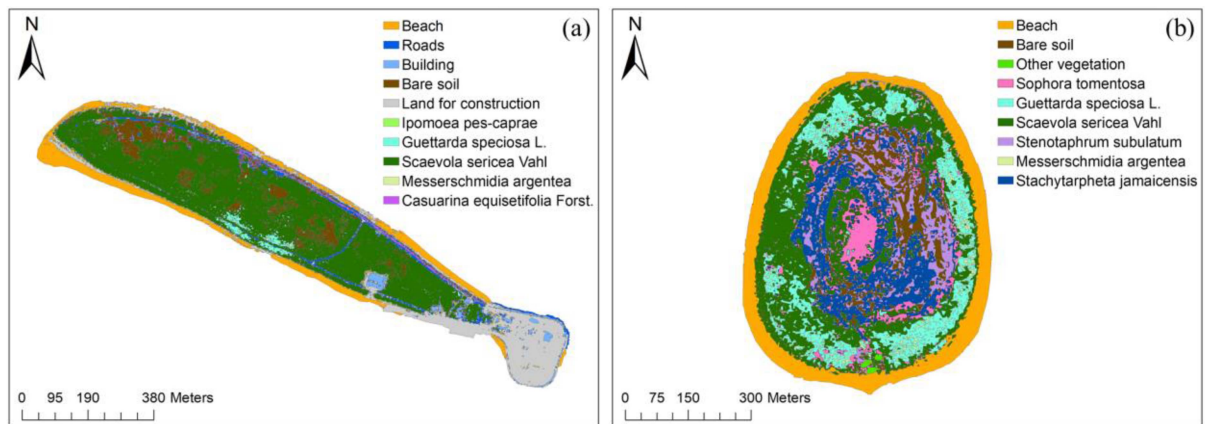 N
(a)
Beach
Roads
Building
Bare soil
Land for construction
Ipomoea pes-caprae
Guettarda speciosa L.
Scaevola sericea Vahl
Messerschmidia argentea
Casuarina equisetifolia Forst.
0 95 190 380 Meters
N
(b)
Beach
Bare soil
Other vegetation
Sophora tomentosa
Guettarda speciosa L.
Scaevola sericea Vahl
Stenotaphrum subulatum
Messerschmidia argentea
Stachytarpheta jamaicensis
0 75 150 300 Meters